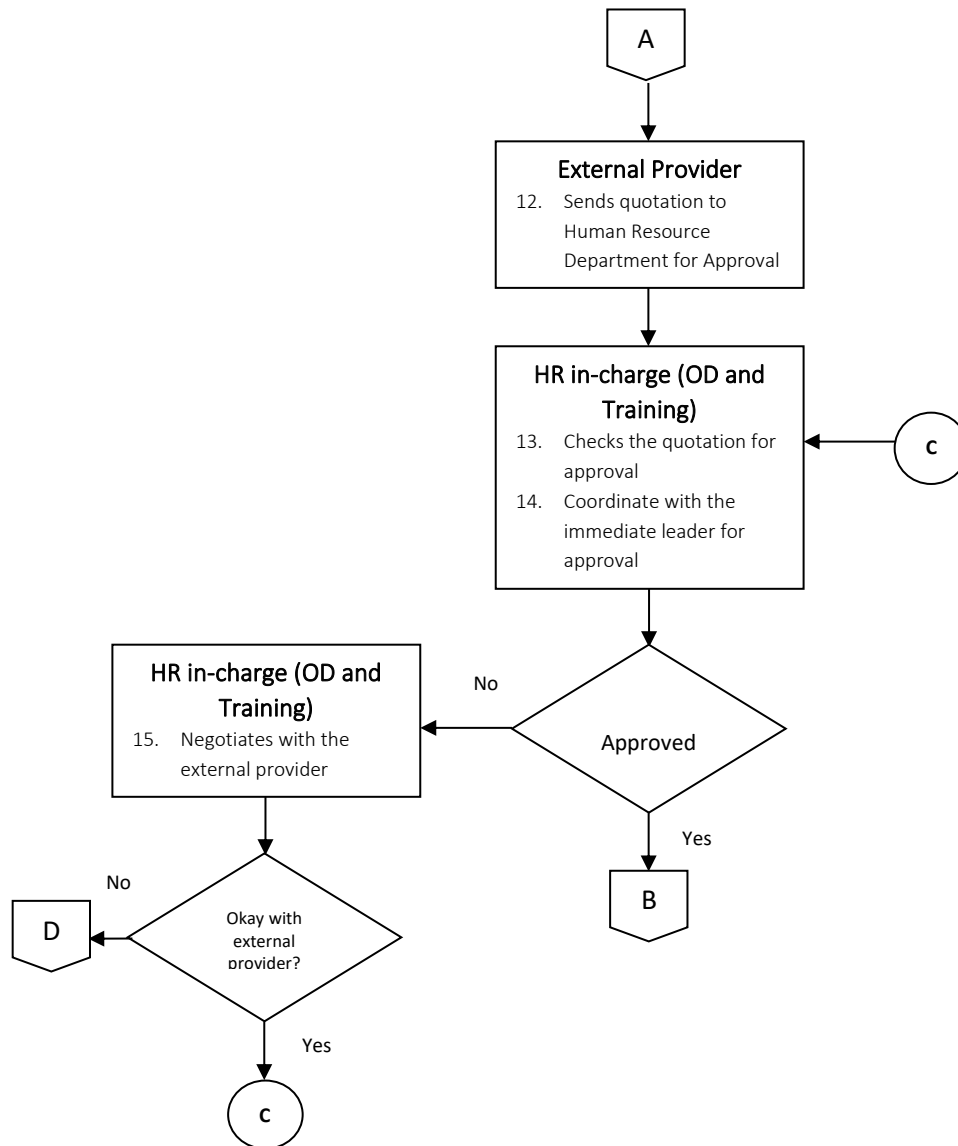 A
External Provider
12. Sends quotation to
Human Resource
Department for Approval
HR in-charge (OD and
Training)
13. Checks the quotation for
approval
14. Coordinate with the
immediate leader for
approval
C
HR in-charge (OD and
Training)
15. Negotiates with the
external provider
No
Approved
Yes
B
No
D
Okay with
external
provider?
Yes
C